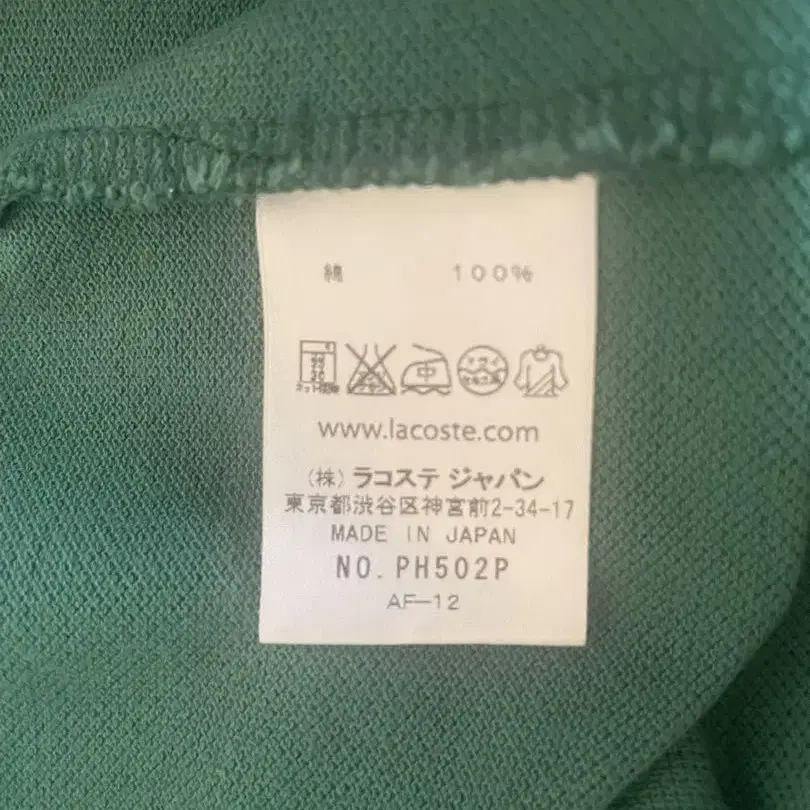 綿 100%
中
www.lacoste.com
(株) ラコステ ジャパン
東京都渋谷区神宮前2-34-17
MADE IN JAPAN
NO. PH502P
AF-12